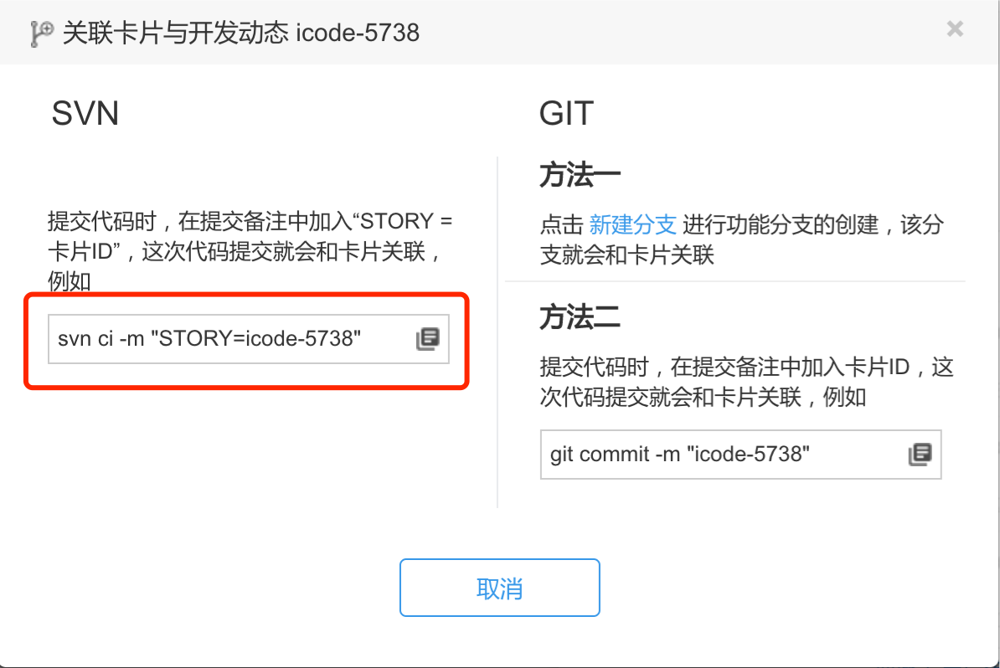 关联卡片与开发动态 icode-5738
SVN
提交代码时，在提交备注中加入“STORY =
卡片ID”，这次代码提交就会和卡片关联，
例如
svn ci -m "STORY=icode-5738"
GIT
方法一
点击 新建分支 进行功能分支的创建，该分
支就会和卡片关联
方法二
提交代码时，在提交备注中加入卡片ID，这
次代码提交就会和卡片关联，例如
git commit -m "icode-5738"
取消